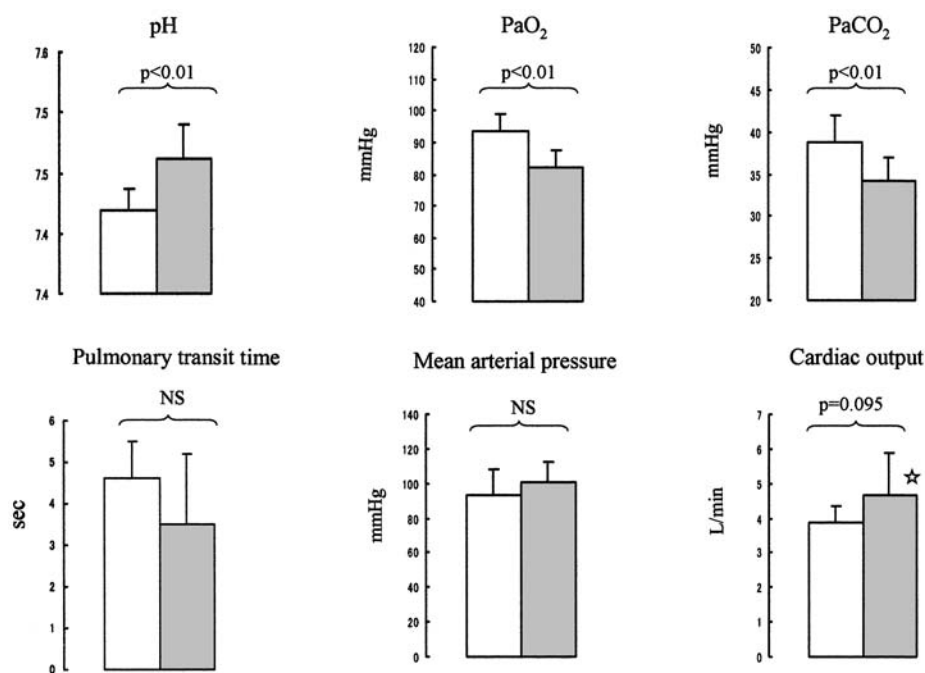 pH
7.6
7.5
7.5
7.4
7.4
p<0.01
PaO2
mmHg
120
110
100
90
80
70
60
50
40
p<0.01
PaCO2
mmHg
50
45
40
35
30
25
20
p<0.01
Pulmonary transit time
sec
6
5
4
3
2
1
0
NS
Mean arterial pressure
mmHg
140
120
100
80
60
40
20
0
NS
Cardiac output
L/min
7
6
5
4
3
2
1
0
p=0.095
☆